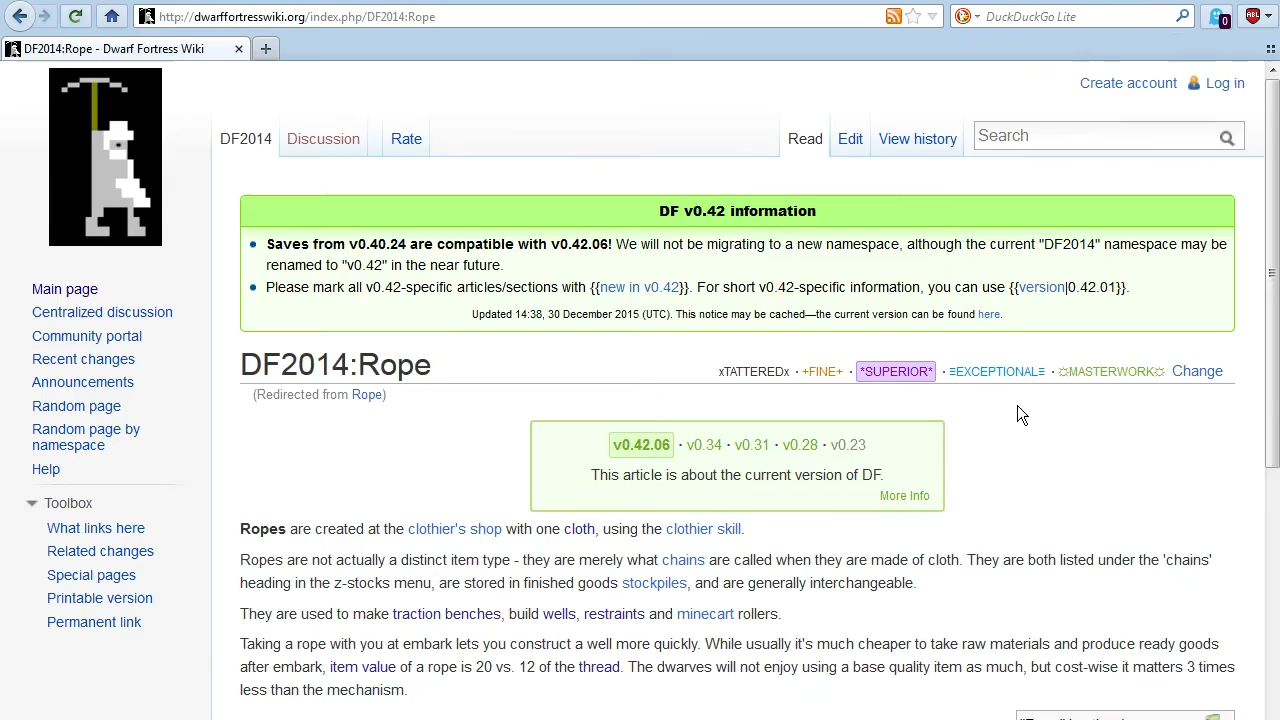 http://dwarffortresswiki.org/index.php/DF2014:Rope
DuckDuckGo Lite
0
ABL
DF2014:Rope - Dwarf Fortress Wiki
Create account
Log in
DF2014
Discussion
Rate
Read
Edit
View history
Search
DF v0.42 information
Saves from v0.40.24 are compatible with v0.42.06! We will not be migrating to a new namespace, although the current "DF2014" namespace may be
renamed to "v0.42" in the near future.
Please mark all v0.42-specific articles/sections with {{new in v0.42}}. For short v0.42-specific information, you can use {{version|0.42.01}}.
Updated 14:38, 30 December 2015 (UTC). This notice may be cached—the current version can be found here.
Main page
Centralized discussion
Community portal
Recent changes
Announcements
Random page
Random page by
namespace
Help
Toolbox
What links here
Related changes
Special pages
Printable version
Permanent link
DF2014:Rope
xTATTEREDx · +FINE+ · *SUPERIOR* · ≡EXCEPTIONAL≡ · ☼MASTERWORK☼ Change
(Redirected from Rope)
v0.42.06 · v0.34 · v0.31 · v0.28 · v0.23
This article is about the current version of DF.
More Info
Ropes are created at the clothier's shop with one cloth, using the clothier skill.
Ropes are not actually a distinct item type - they are merely what chains are called when they are made of cloth. They are both listed under the 'chains'
heading in the z-stocks menu, are stored in finished goods stockpiles, and are generally interchangeable.
They are used to make traction benches, build wells, restraints and minecart rollers.
Taking a rope with you at embark lets you construct a well more quickly. While usually it's much cheaper to take raw materials and produce ready goods
after embark, item value of a rope is 20 vs. 12 of the thread. The dwarves will not enjoy using a base quality item as much, but cost-wise it matters 3 times
less than the mechanism.